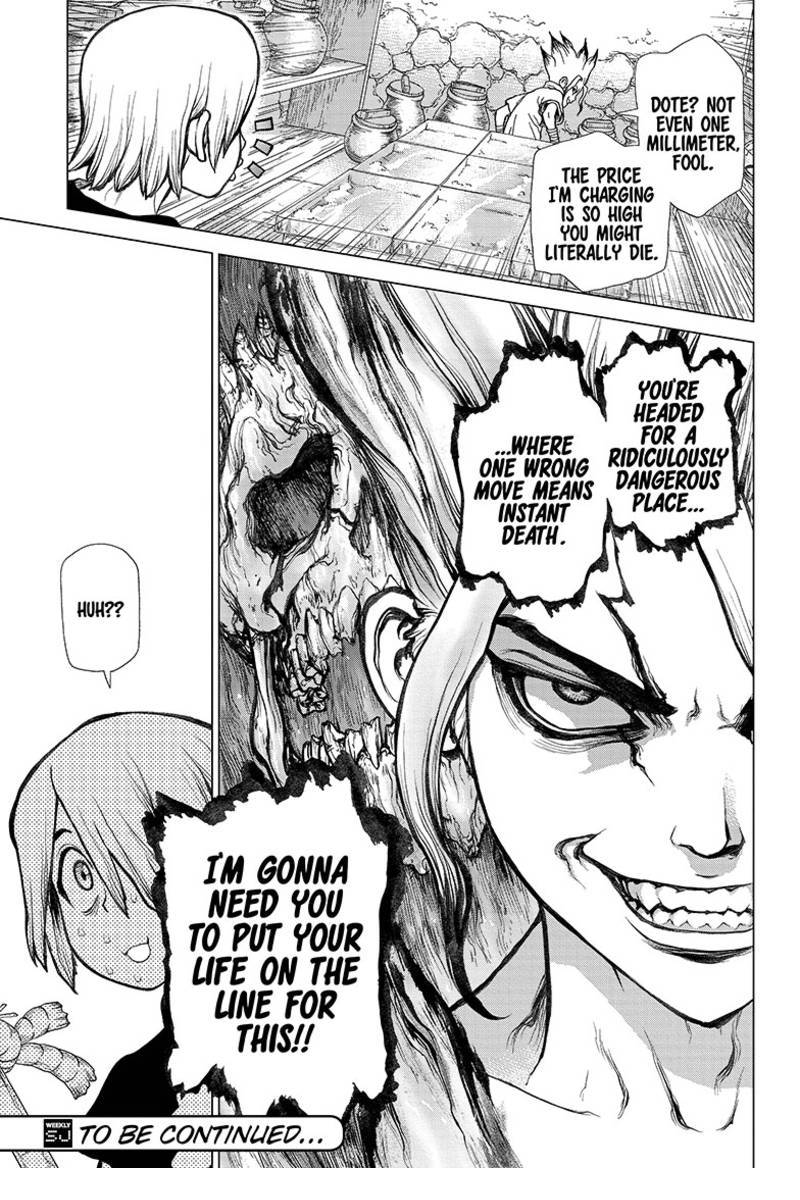 DOTE? NOT
EVEN ONE
MILLIMETER,
FOOL.
THE PRICE
I'M CHARGING
IS SO HIGH
YOU MIGHT
LITERALLY DIE.
YOU'RE
HEADED
FOR A
RIDICULOUSLY
DANGEROUS
PLACE...
...WHERE
ONE WRONG
MOVE MEANS
INSTANT
DEATH.
I'M GONNA
NEED YOU
TO PUT YOUR
LIFE ON THE
LINE FOR
THIS!!
HUH??
WEEKLY
SJ
TO BE CONTINUED...